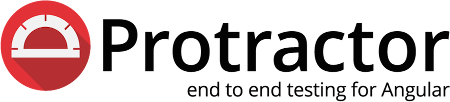 Protractor
end to end testing for Angular